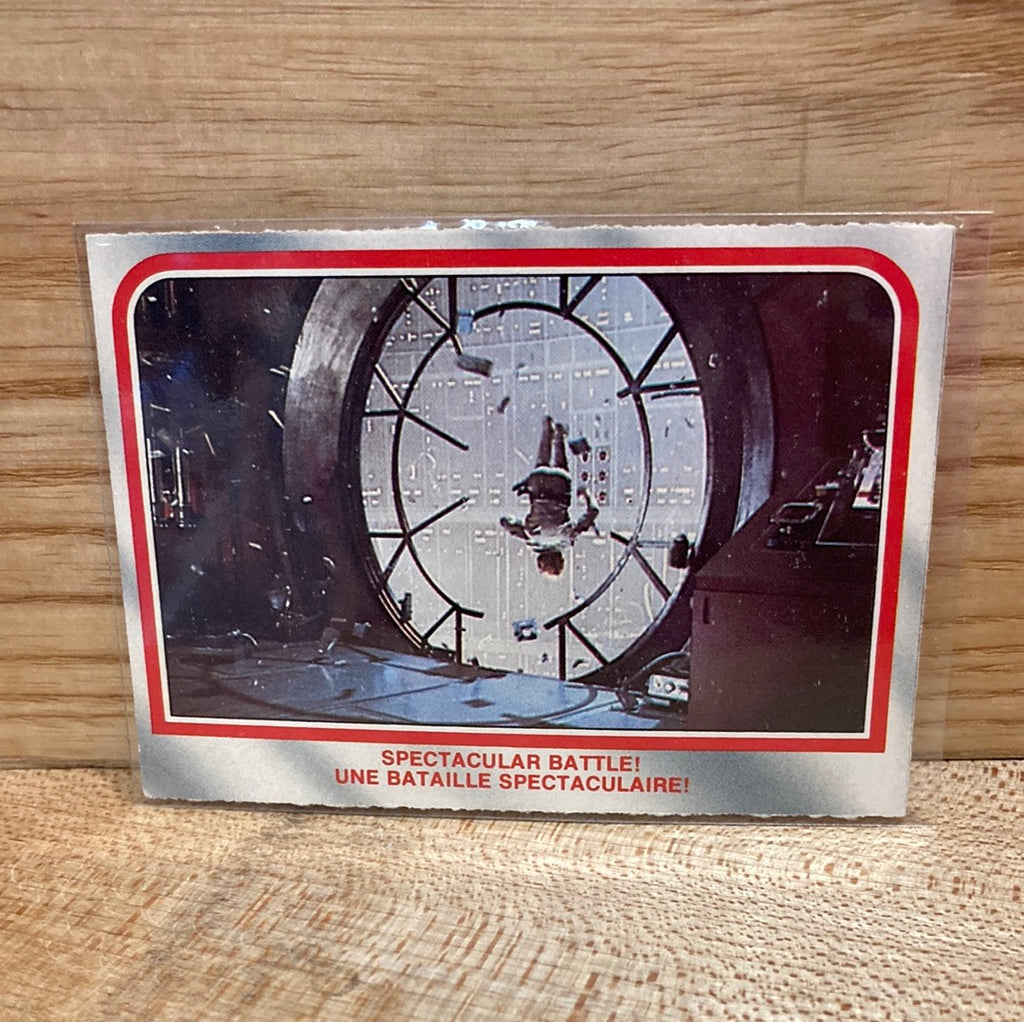 SPECTACULAR BATTLE!
UNE BATAILLE SPECTACULAIRE!